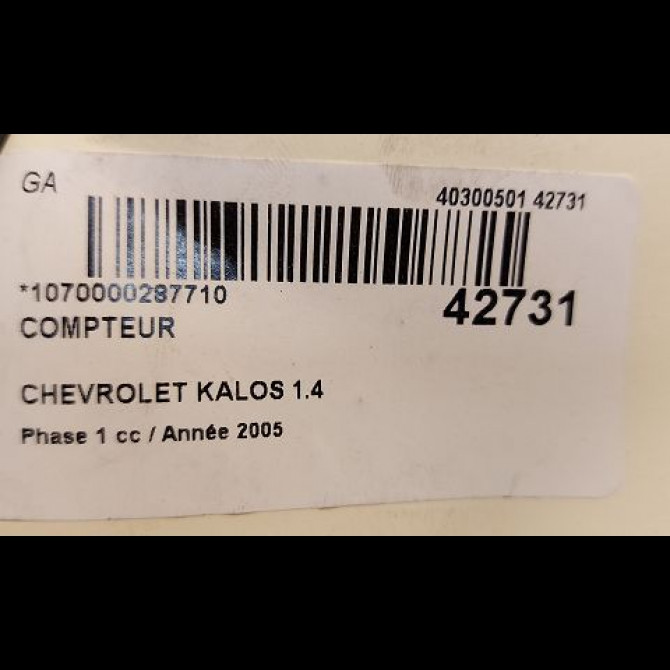 GA
40300501 42731
*1070000287710
42731
COMPTEUR
CHEVROLET KALOS 1.4
Phase 1 cc / Année 2005